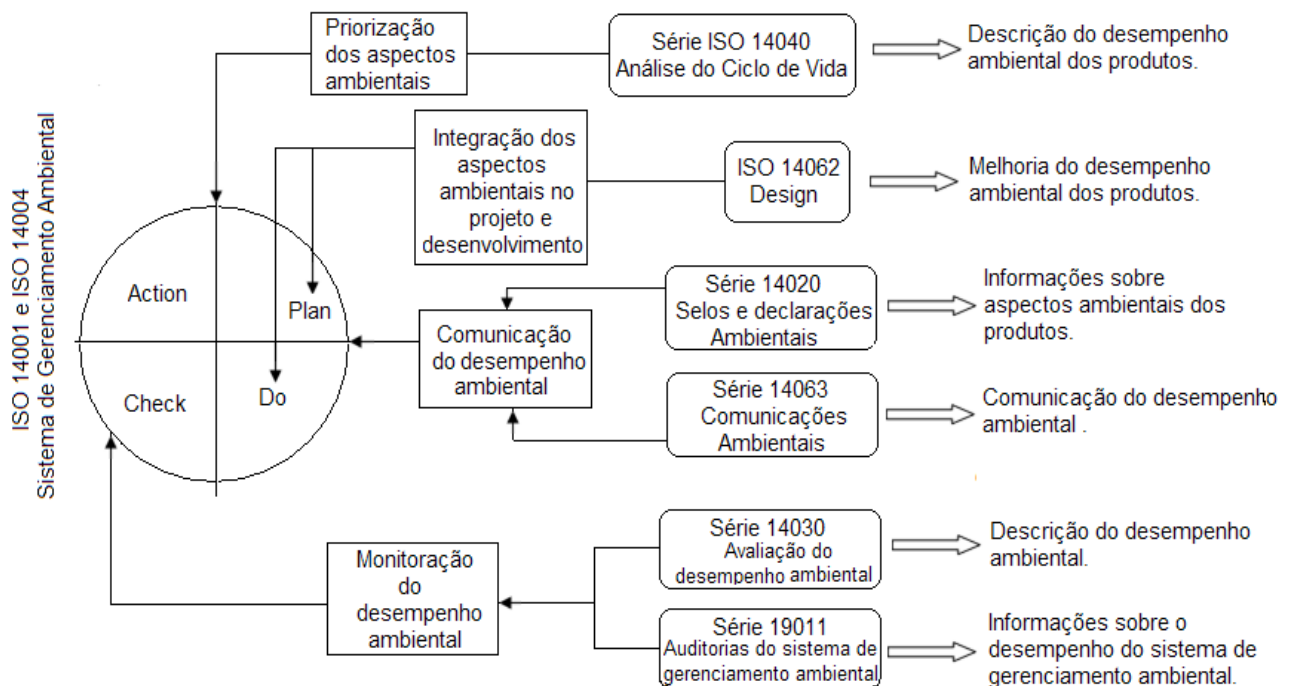 ISO 14001 e ISO 14004
Sistema de Gerenciamento Ambiental
Priorização
dos aspectos
ambientais
Série ISO 14040
Análise do Ciclo de Vida
Descrição do desempenho
ambiental dos produtos.
Integração dos
aspectos
ambientais no
projeto e
desenvolvimento
ISO 14062
Design
Melhoria do desempenho
ambiental dos produtos.
Action
Plan
Check
Do
Comunicação
do desempenho
ambiental
Série 14020
Selos e declarações
Ambientais
Informações sobre
aspectos ambientais dos
produtos.
Série 14063
Comunicações
Ambientais
Comunicação do desempenho
ambiental .
Monitoração
do
desempenho
ambiental
Série 14030
Avaliação do
desempenho ambiental
Descrição do desempenho
ambiental.
Série 19011
Auditorias do sistema de
gerenciamento ambiental
Informações sobre o
desempenho do sistema de
gerenciamento ambiental.